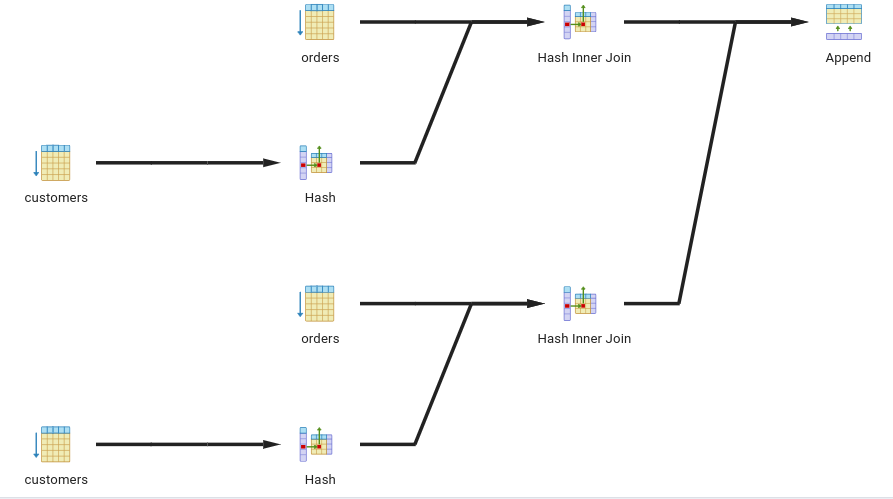 orders
Hash Inner Join
Append
customers
Hash
orders
Hash Inner Join
customers
Hash